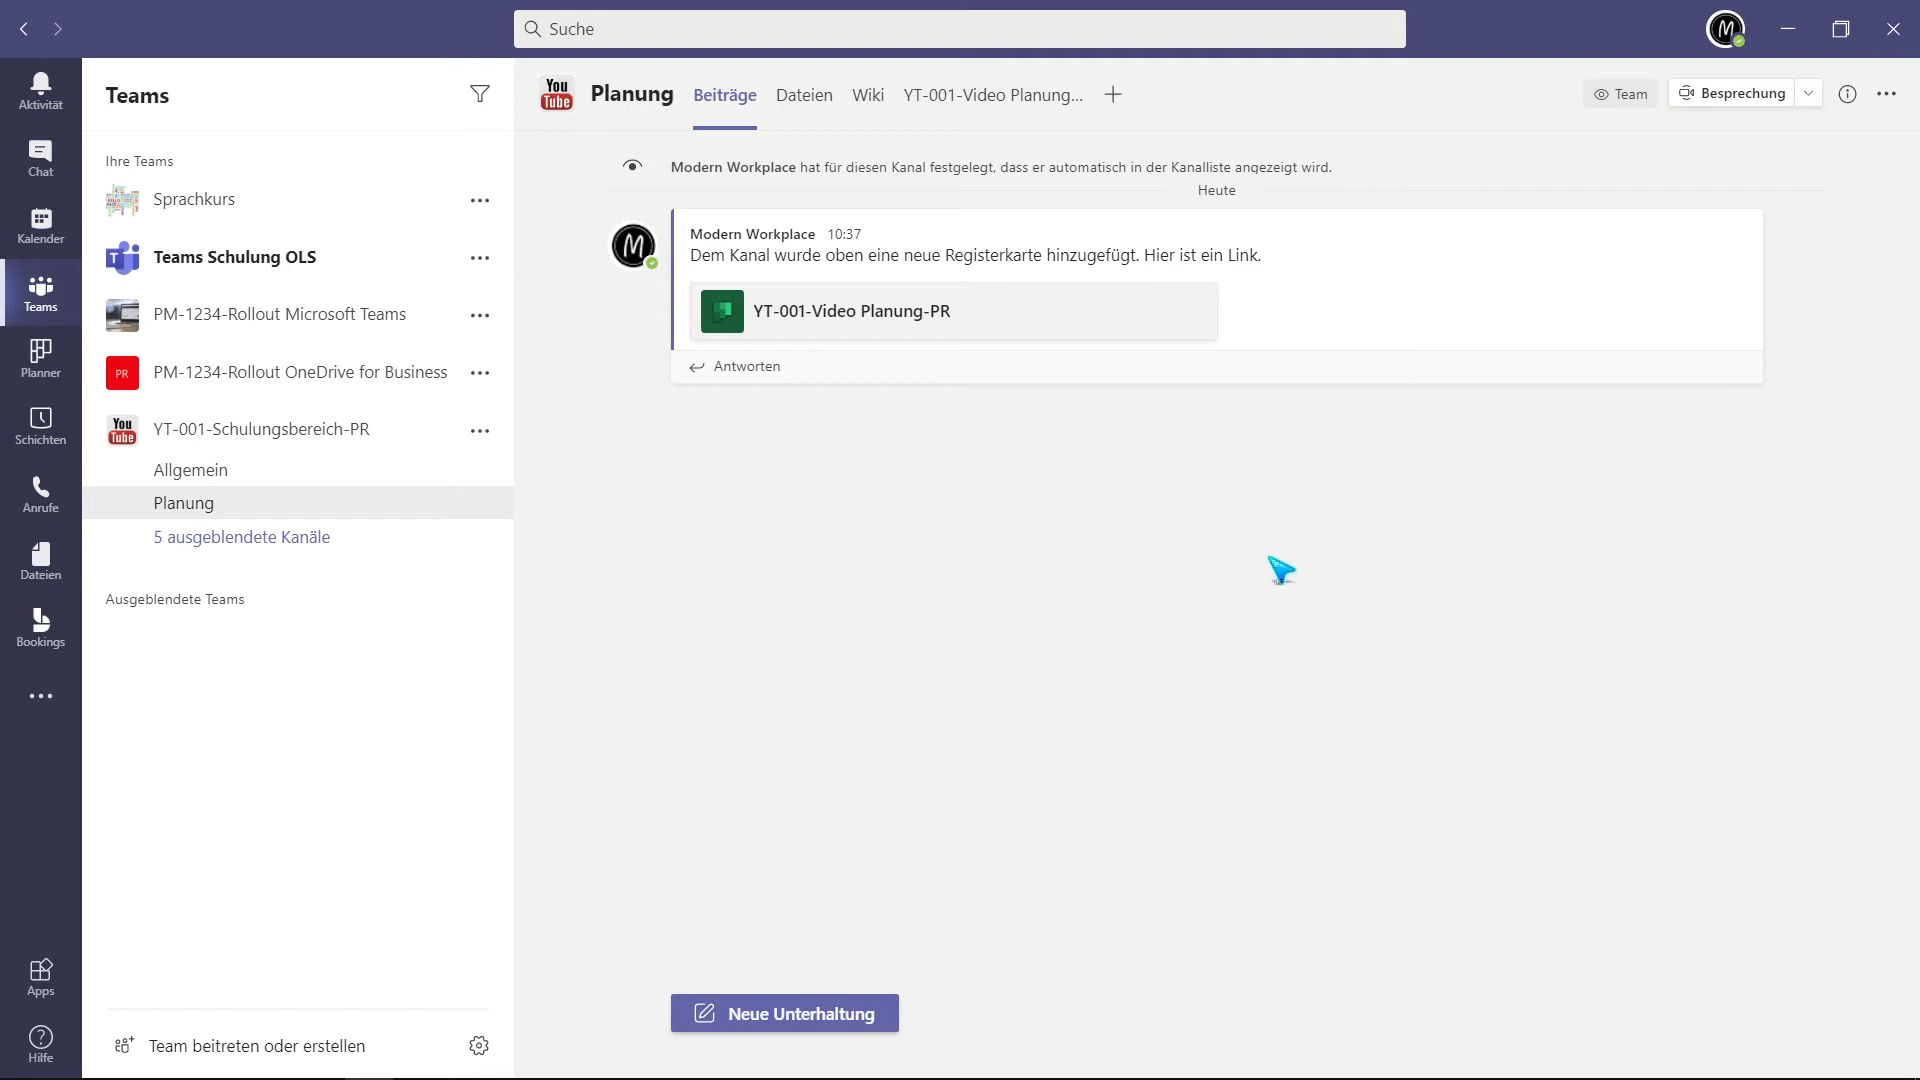 Suche
Aktivität
Chat
Kalender
Teams
Planner
Schichten
Anrufe
Dateien
Bookings
Apps
Hilfe
Teams
Ihre Teams
Sprachkurs
Teams Schulung OLS
PM-1234-Rollout Microsoft Teams
PR
PM-1234-Rollout OneDrive for Business
You Tube
YT-001-Schulungsbereich-PR
Allgemein
Planung
5 ausgeblendete Kanäle
Ausgeblendete Teams
Team beitreten oder erstellen
You Tube
Planung Beiträge Dateien Wiki YT-001-Video Planung...
Team Besprechung
Modern Workplace hat für diesen Kanal festgelegt, dass er automatisch in der Kanalliste angezeigt wird.
Heute
Modern Workplace 10:37
Dem Kanal wurde oben eine neue Registerkarte hinzugefügt. Hier ist ein Link.
YT-001-Video Planung-PR
Antworten
Neue Unterhaltung